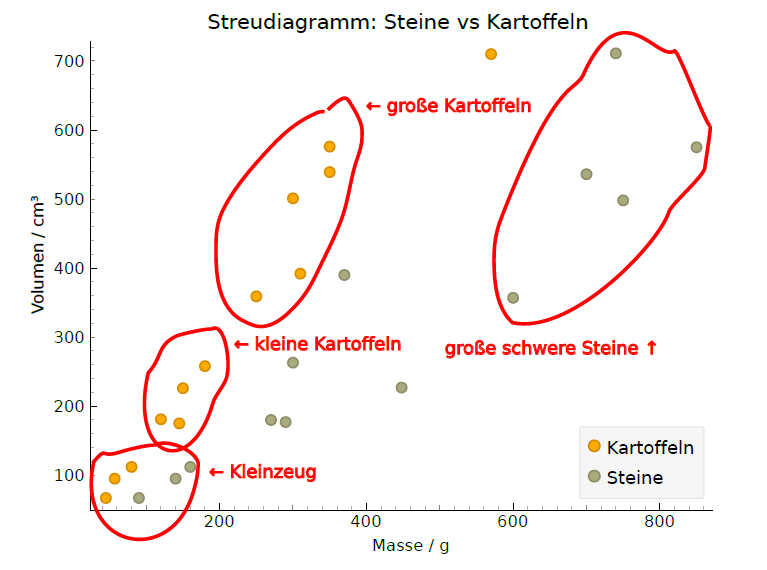 Streudiagramm: Steine vs Kartoffeln
700
← große Kartoffeln
600
500
Volumen / cm³
400
300
← kleine Kartoffeln
große schwere Steine ↑
200
Kartoffeln
← Kleinzeug
100
Steine
200 400 600 800
Masse / g